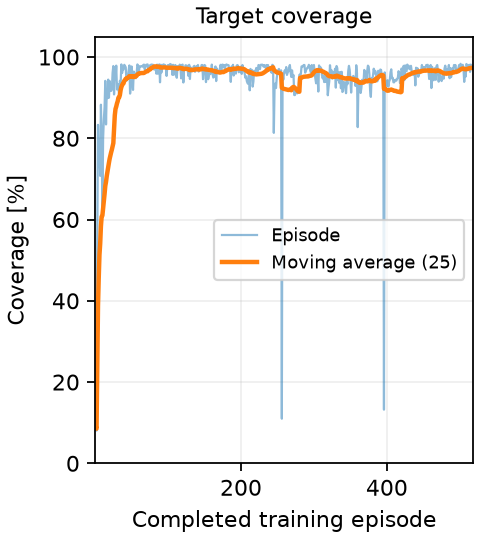 Target coverage
Coverage [%]
100
80
60
40
20
0
Episode
Moving average (25)
200
400
Completed training episode